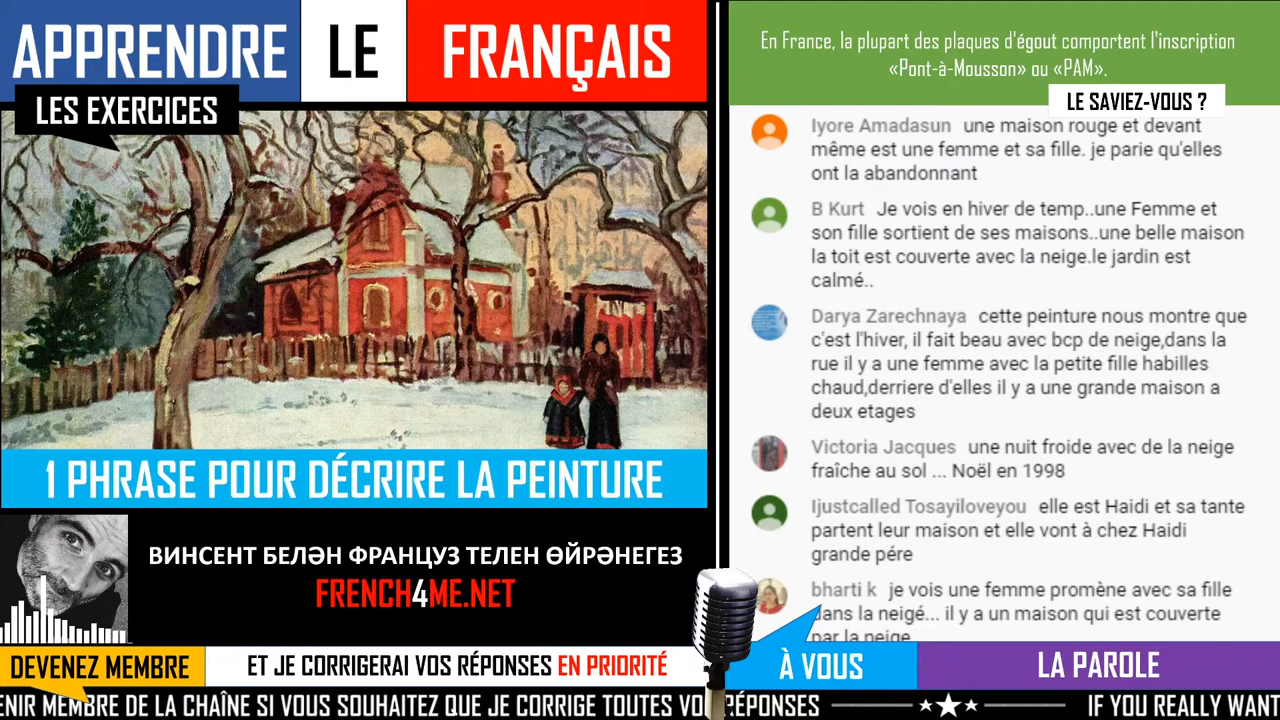 APPRENDRE LE FRANÇAIS
LES EXERCICES
1 PHRASE POUR DÉCRIRE LA PEINTURE
ВИНСЕНТ БЕЛӘН ФРАНЦУЗ ТЕЛЕН ӨЙРӘНЕГЕЗ
FRENCH4ME.NET
DEVENEZ MEMBRE
ET JE CORRIGERAI VOS RÉPONSES EN PRIORITÉ
En France, la plupart des plaques d'égout comportent l'inscription
«Pont-à-Mousson» ou «PAM».
LE SAVIEZ-VOUS ?
Iyore Amadasun une maison rouge et devant
même est une femme et sa fille. je parie qu'elles
ont la abandonnant
B Kurt Je vois en hiver de temp..une Femme et
son fille sortient de ses maisons..une belle maison
la toit est couverte avec la neige.le jardin est
calmé..
Darya Zarechnaya cette peinture nous montre que
c'est l'hiver, il fait beau avec bcp de neige,dans la
rue il y a une femme avec la petite fille habilles
chaud,derriere d'elles il y a une grande maison a
deux etages
Victoria Jacques une nuit froide avec de la neige
fraîche au sol ... Noël en 1998
Ijustcalled Tosayiloveyou elle est Haidi et sa tante
partent leur maison et elle vont à chez Haidi
grande pére
bharti k je vois une femme promène avec sa fille
dans la neigé... il y a un maison qui est couverte
par la neige
À VOUS
LA PAROLE
ENIR MEMBRE DE LA CHAÎNE SI VOUS SOUHAITEZ QUE JE CORRIGE TOUTES VO RÉPONSES IF YOU REALLY WANT